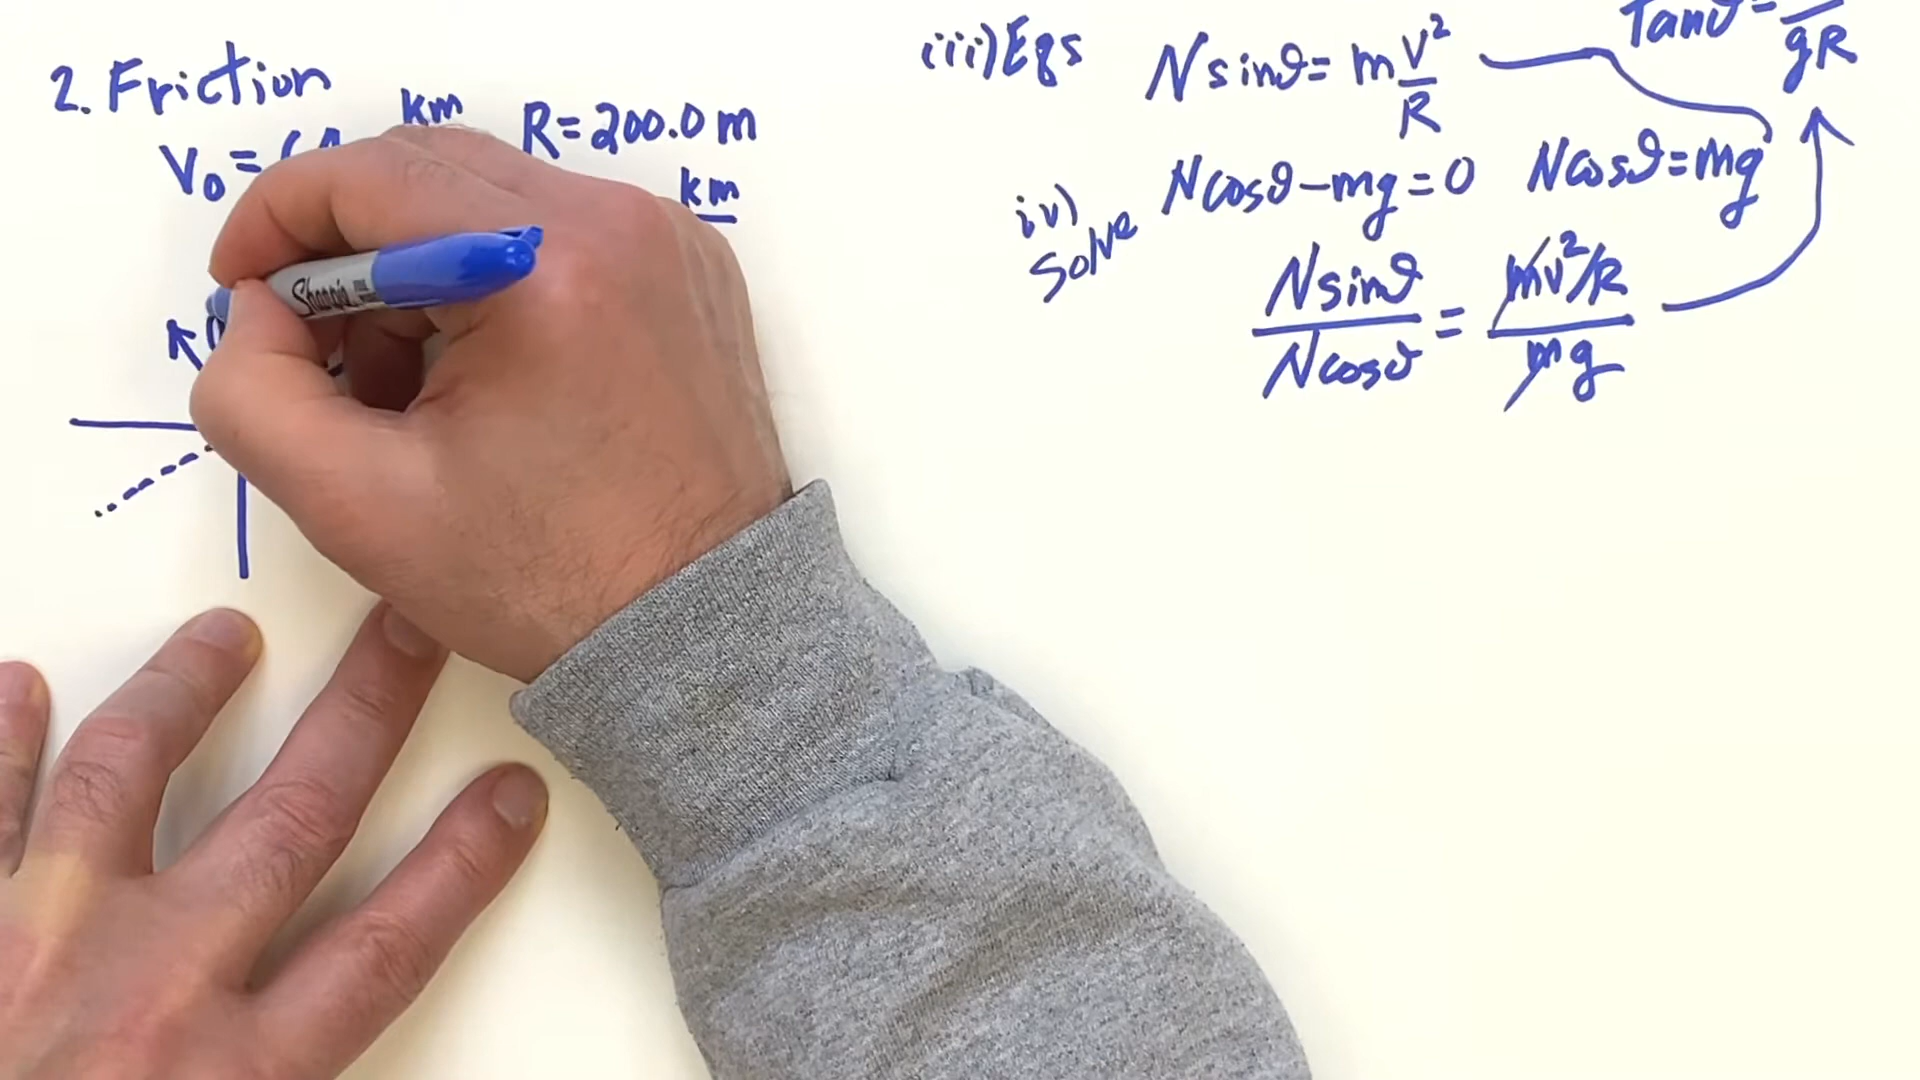 2. Friction
V₀ = km
R = 200.0 m
km
iii) Eqs N sinθ = m V²/R
Tanθ = /gR
iv) Solve N cosθ - mg = 0 N cosθ = mg
N sinθ / N cosθ = mv²/R / mg
Sharpie
N